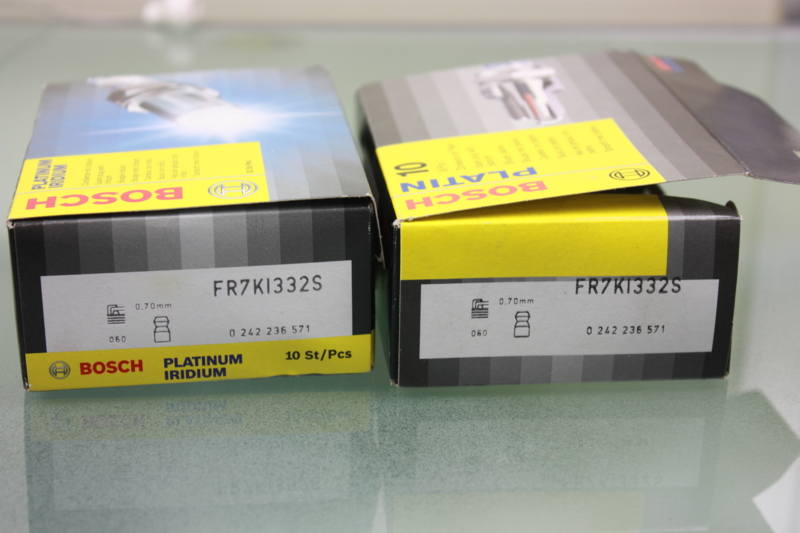 PLATINUM
IRIDIUM
BOSCH
FR7KI332S
0.70mm
060
0 242 236 571
BOSCH
PLATINUM
IRIDIUM
10 St/Pcs
10
PLATIN
BOSCH
FR7KI332S
0.70mm
060
0 242 236 571